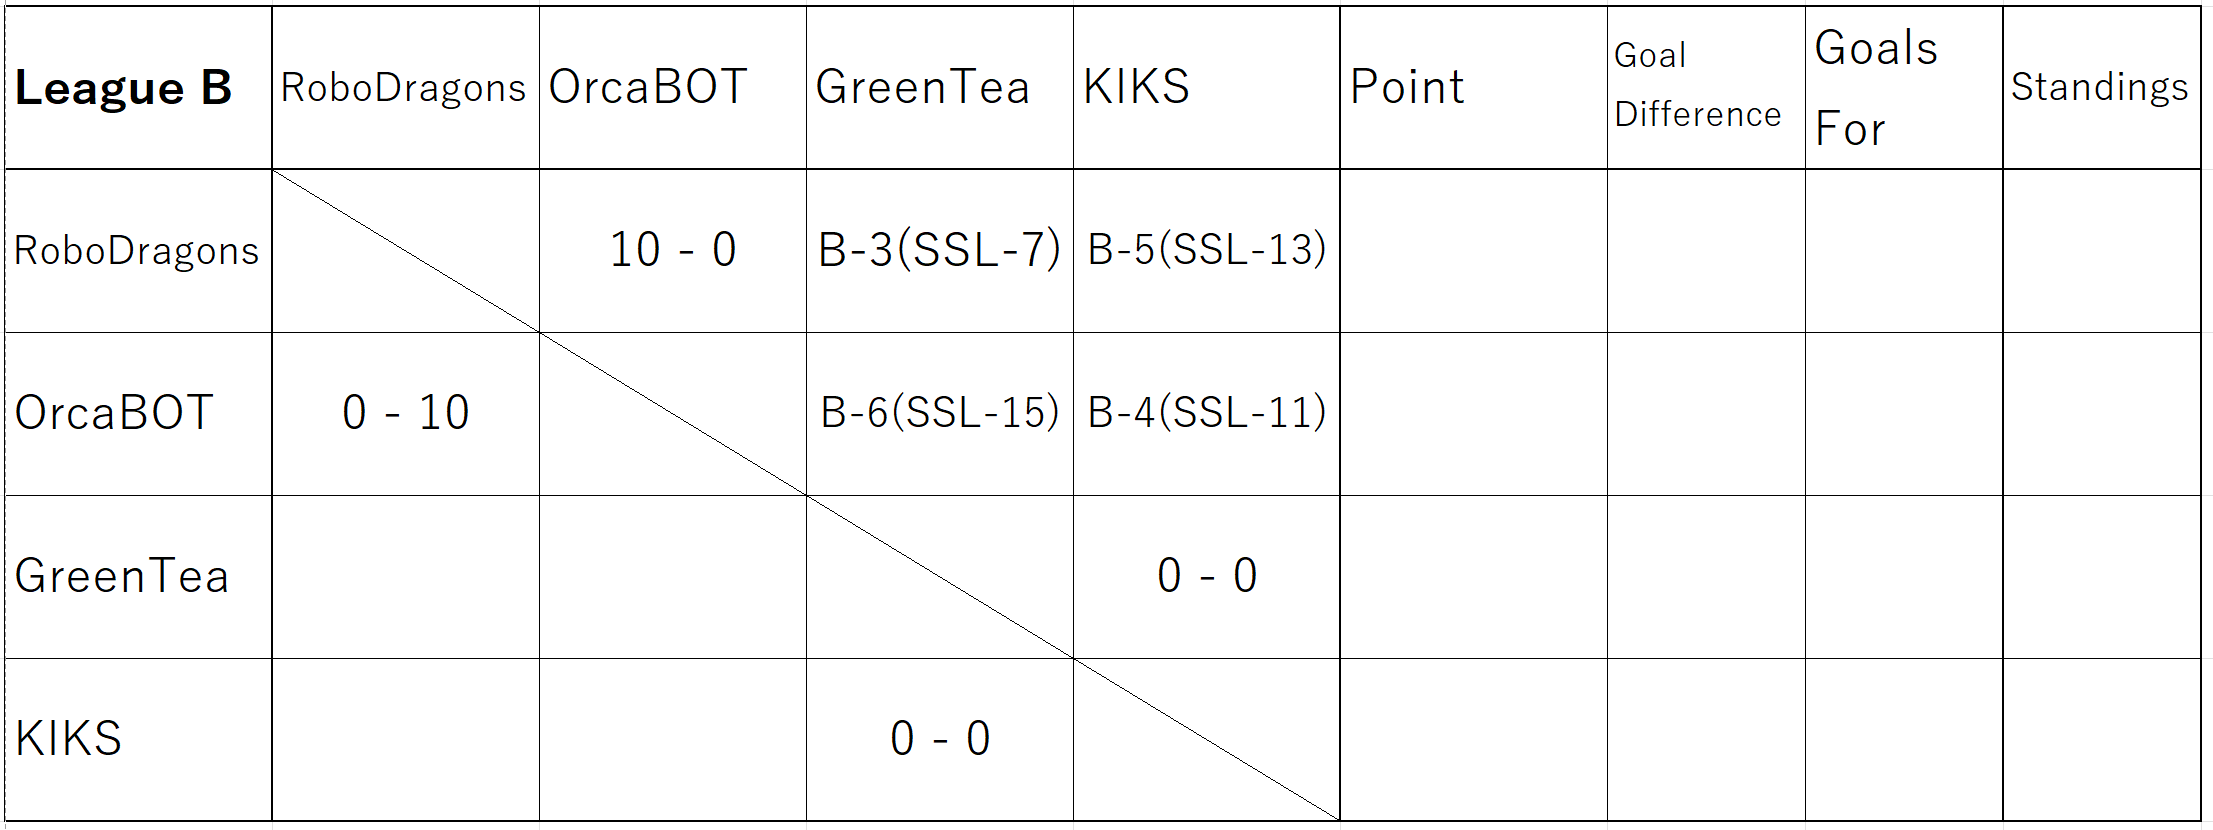 League B RoboDragons OrcaBOT GreenTea KIKS Point Goal Difference Goals For Standings
RoboDragons 10 - 0 B-3(SSL-7) B-5(SSL-13)
OrcaBOT 0 - 10 B-6(SSL-15) B-4(SSL-11)
GreenTea 0 - 0
KIKS 0 - 0